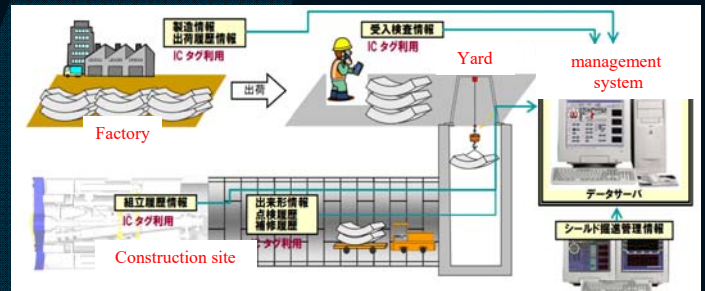 製造情報
出荷履歴情報
ICタグ利用
受入検査情報
ICタグ利用
Yard
management
system
出荷
Factory
データサーバ
組立履歴情報
ICタグ利用
出来形情報
点検履歴
補修履歴
ICタグ利用
シールド掘進管理情報
Construction site